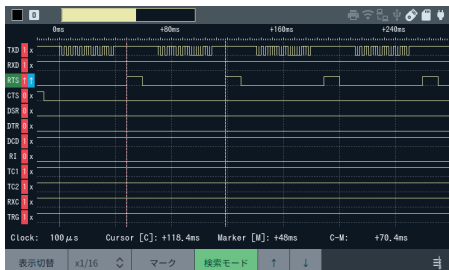 0
0ms +80ms +160ms +240ms
TXD 1 x
RXD 1 x
RTS ↑ ↑
CTS 0 x
DSR 0 x
DTR 0 x
DCD 1 x
RI 0 x
TC1 1 x
TC2 1 x
RXC 1 x
TRG 1 x
Clock: 100μs Cursor [C]: +118.4ms Marker [M]: +48ms C-M: +70.4ms
表示切替 x1/16 マーク 検索モード ↑ ↓